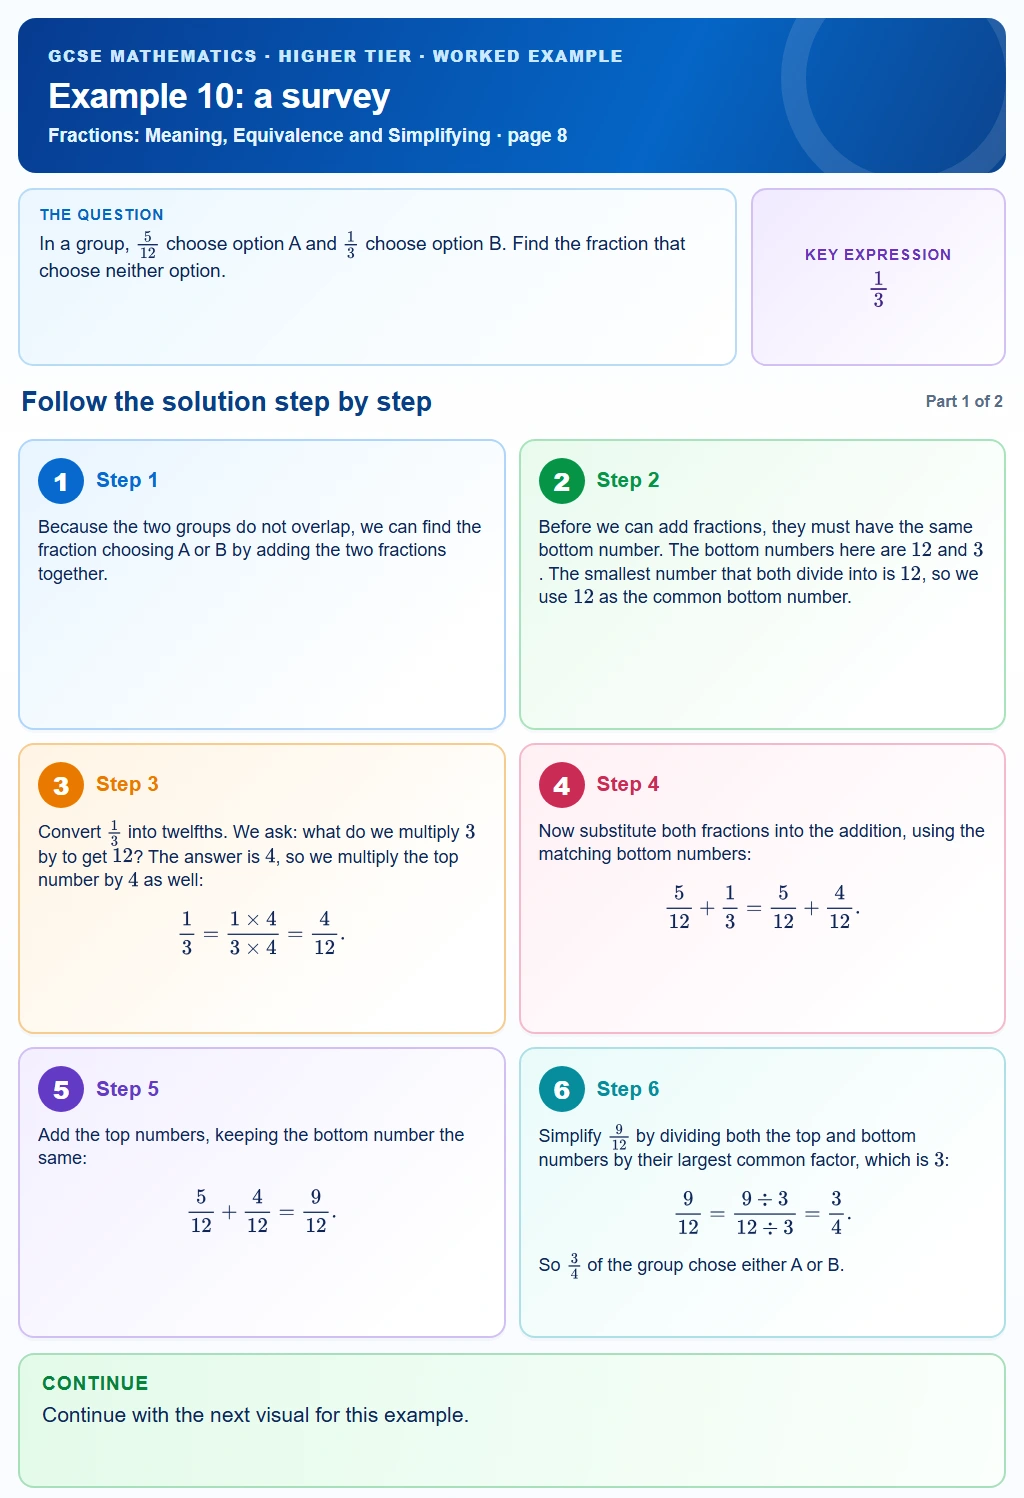 GCSE MATHEMATICS · HIGHER TIER · WORKED EXAMPLE
Example 10: a survey
Fractions: Meaning, Equivalence and Simplifying · page 8
THE QUESTION
In a group, 5/12 choose option A and 1/3 choose option B. Find the fraction that
choose neither option.
KEY EXPRESSION
1/3
Follow the solution step by step
Part 1 of 2
1 Step 1
Because the two groups do not overlap, we can find the
fraction choosing A or B by adding the two fractions
together.
2 Step 2
Before we can add fractions, they must have the same
bottom number. The bottom numbers here are 12 and 3
. The smallest number that both divide into is 12, so we
use 12 as the common bottom number.
3 Step 3
Convert 1/3 into twelfths. We ask: what do we multiply 3
by to get 12? The answer is 4, so we multiply the top
number by 4 as well:
1/3 = (1 × 4)/(3 × 4) = 4/12.
4 Step 4
Now substitute both fractions into the addition, using the
matching bottom numbers:
5/12 + 1/3 = 5/12 + 4/12.
5 Step 5
Add the top numbers, keeping the bottom number the
same:
5/12 + 4/12 = 9/12.
6 Step 6
Simplify 9/12 by dividing both the top and bottom
numbers by their largest common factor, which is 3:
9/12 = (9 ÷ 3)/(12 ÷ 3) = 3/4.
So 3/4 of the group chose either A or B.
CONTINUE
Continue with the next visual for this example.